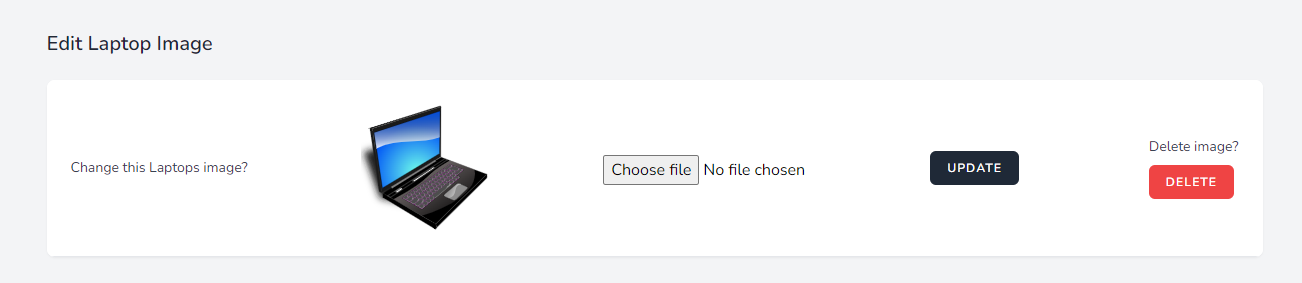 Edit Laptop Image
Change this Laptops image?
Choose file No file chosen
UPDATE
Delete image?
DELETE